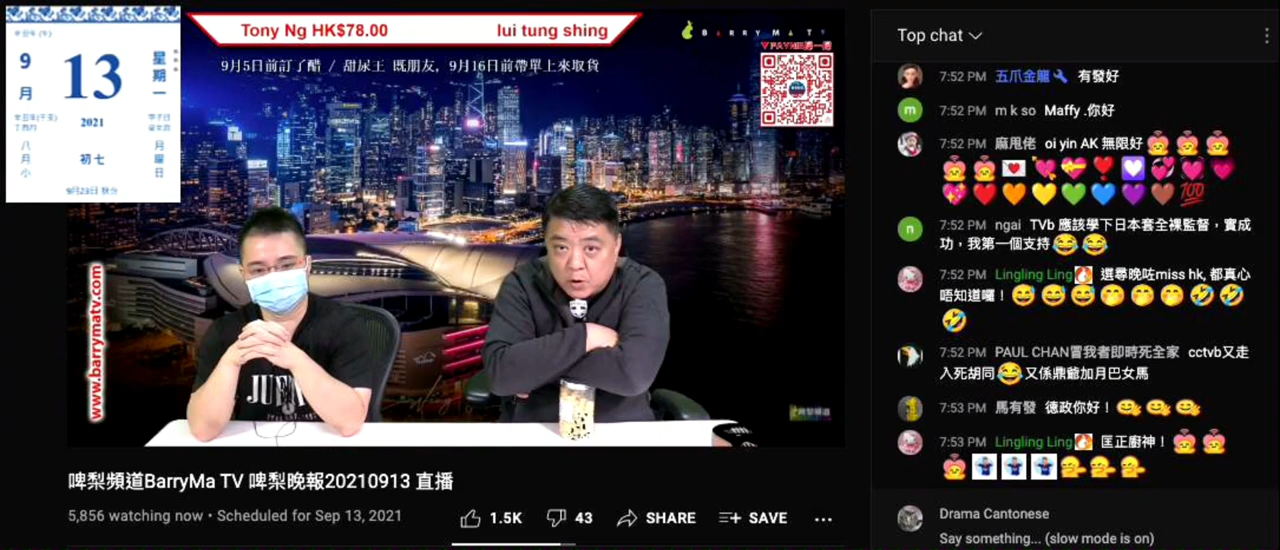 9
月
13
星
期
一
2021
八
月
小
初七
月
曜
日
9月23日 秋分
Tony Ng HK$78.00 lui tung shing
BARRYMATV
9月5日前訂了醋 / 甜尿王 既朋友, 9月16日前帶單上來取貨
www.barrymatv.com
啤梨頻道BarryMa TV 啤梨晚報20210913 直播
5,856 watching now • Scheduled for Sep 13, 2021
1.5K 43 SHARE SAVE
Top chat
7:52 PM 五爪金龍 有發好
7:52 PM m k so Maffy .你好
7:52 PM 麻甩佬 oi yin AK 無限好
100
7:52 PM ngai TVb 應該學下日本套全裸監督，實成
功，我第一個支持
7:52 PM Lingling Ling 選尋晚咗miss hk, 都真心
唔知道囉！
7:52 PM PAUL CHAN冒我者即時死全家 cctvb又走
入死胡同 又係鼎爺加月巴女馬
7:53 PM 馬有發 德政你好！
7:53 PM Lingling Ling 匡正廚神！
Drama Cantonese
Say something... (slow mode is on)